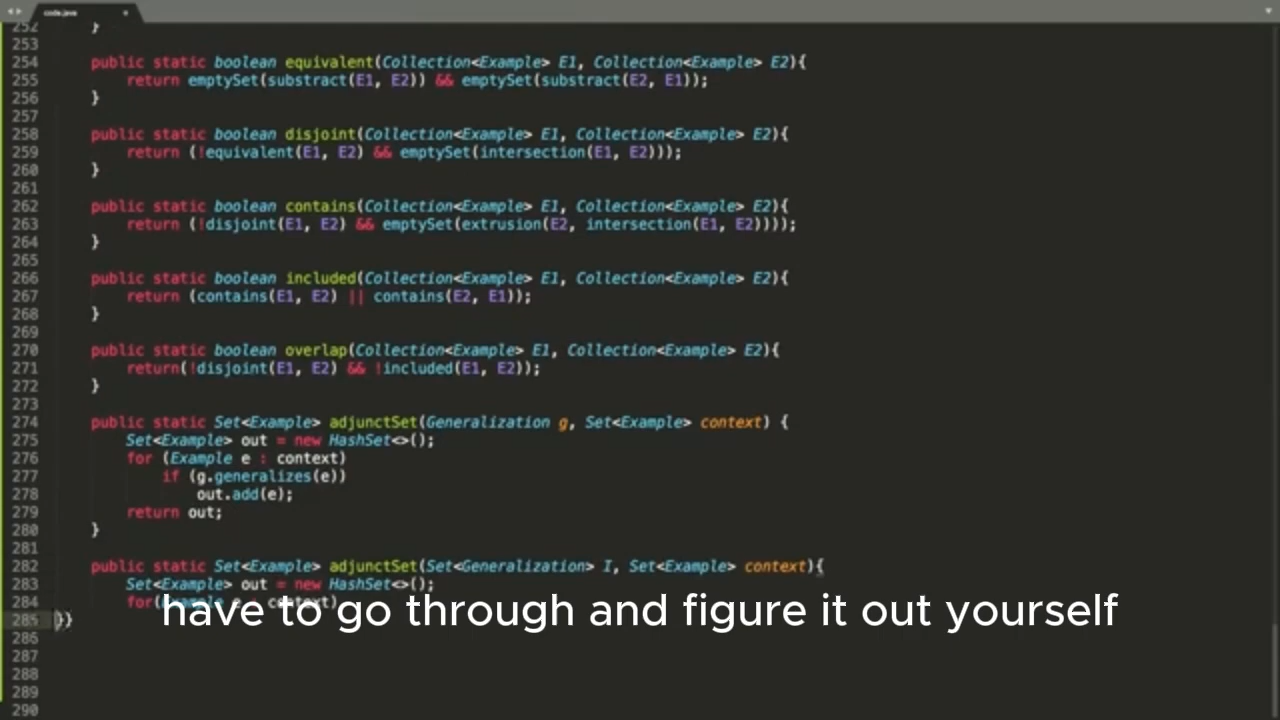 code.java
252 }
253
254 public static boolean equivalent(Collection<Example> E1, Collection<Example> E2){
255 return emptySet(substract(E1, E2)) && emptySet(substract(E2, E1));
256 }
257
258 public static boolean disjoint(Collection<Example> E1, Collection<Example> E2){
259 return (!equivalent(E1, E2) && emptySet(intersection(E1, E2)));
260 }
261
262 public static boolean contains(Collection<Example> E1, Collection<Example> E2){
263 return (!disjoint(E1, E2) && emptySet(extrusion(E2, intersection(E1, E2))));
264 }
265
266 public static boolean included(Collection<Example> E1, Collection<Example> E2){
267 return (contains(E1, E2) || contains(E2, E1));
268 }
269
270 public static boolean overlap(Collection<Example> E1, Collection<Example> E2){
271 return(!disjoint(E1, E2) && !included(E1, E2));
272 }
273
274 public static Set<Example> adjunctSet(Generalization g, Set<Example> context) {
275 Set<Example> out = new HashSet<>();
276 for (Example e : context)
277 if (g.generalizes(e))
278 out.add(e);
279 return out;
280 }
281
282 public static Set<Example> adjunctSet(Set<Generalization> I, Set<Example> context){
283 Set<Example> out = new HashSet<>();
284 for(Example e : context)
285 }}
286
287
288
289
290
have to go through and figure it out yourself